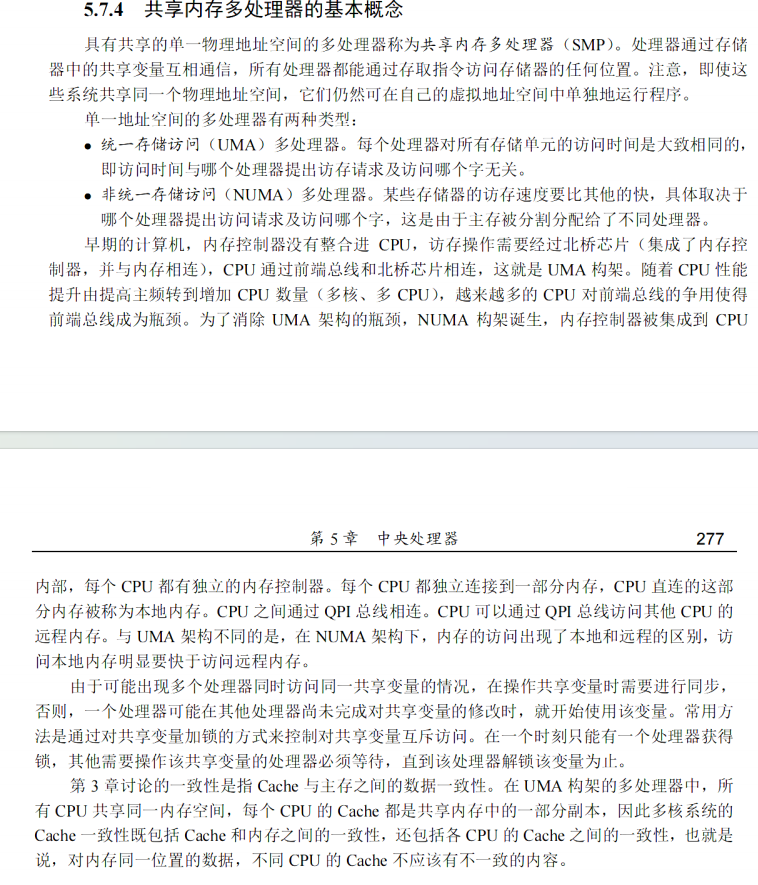 5.7.4 共享内存多处理器的基本概念
具有共享的单一物理地址空间的多处理器称为共享内存多处理器（SMP）。处理器通过存储
器中的共享变量互相通信，所有处理器都能通过存取指令访问存储器的任何位置。注意，即使这
些系统共享同一个物理地址空间，它们仍然可在自己的虚拟地址空间中单独地运行程序。
单一地址空间的多处理器有两种类型：
● 统一存储访问（UMA）多处理器。每个处理器对所有存储单元的访问时间是大致相同的，
即访问时间与哪个处理器提出访存请求及访问哪个字无关。
● 非统一存储访问（NUMA）多处理器。某些存储器的访存速度要比其他的快，具体取决于
哪个处理器提出访问请求及访问哪个字，这是由于主存被分割分配给了不同处理器。
早期的计算机，内存控制器没有整合进 CPU，访存操作需要经过北桥芯片（集成了内存控
制器，并与内存相连），CPU 通过前端总线和北桥芯片相连，这就是 UMA 构架。随着 CPU 性能
提升由提高主频转到增加 CPU 数量（多核、多 CPU），越来越多的 CPU 对前端总线的争用使得
前端总线成为瓶颈。为了消除 UMA 架构的瓶颈，NUMA 构架诞生，内存控制器被集成到 CPU
第 5 章 中央处理器 277
内部，每个 CPU 都有独立的内存控制器。每个 CPU 都独立连接到一部分内存，CPU 直连的这部
分内存被称为本地内存。CPU 之间通过 QPI 总线相连。CPU 可以通过 QPI 总线访问其他 CPU 的
远程内存。与 UMA 架构不同的是，在 NUMA 架构下，内存的访问出现了本地和远程的区别，访
问本地内存明显要快于访问远程内存。
由于可能出现多个处理器同时访问同一共享变量的情况，在操作共享变量时需要进行同步，
否则，一个处理器可能在其他处理器尚未完成对共享变量的修改时，就开始使用该变量。常用方
法是通过对共享变量加锁的方式来控制对共享变量互斥访问。在一个时刻只能有一个处理器获得
锁，其他需要操作该共享变量的处理器必须等待，直到该处理器解锁该变量为止。
第 3 章讨论的一致性是指 Cache 与主存之间的数据一致性。在 UMA 构架的多处理器中，所
有 CPU 共享同一内存空间，每个 CPU 的 Cache 都是共享内存中的一部分副本，因此多核系统的
Cache 一致性既包括 Cache 和内存之间的一致性，还包括各 CPU 的 Cache 之间的一致性，也就是
说，对内存同一位置的数据，不同 CPU 的 Cache 不应该有不一致的内容。